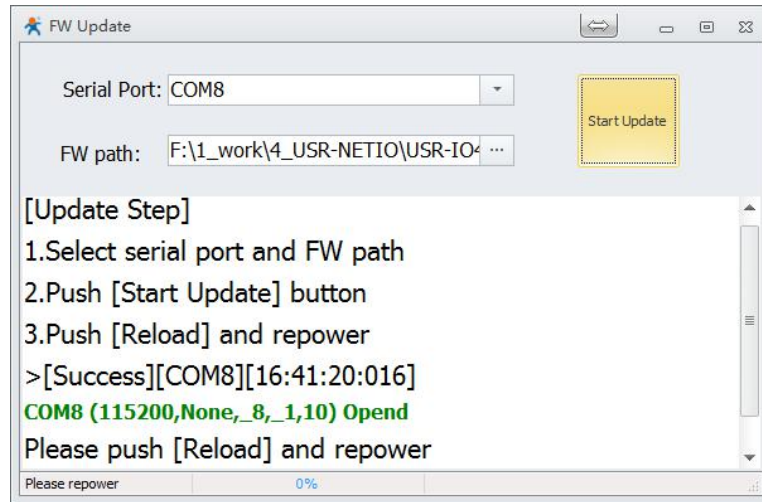 FW Update
Serial Port: COM8
Start Update
FW path: F:\1_work\4_USR-NETIO\USR-IO4 ...
[Update Step]
1.Select serial port and FW path
2.Push [Start Update] button
3.Push [Reload] and repower
>[Success][COM8][16:41:20:016]
COM8 (115200,None,_8,_1,10) Opend
Please push [Reload] and repower
Please repower 0%